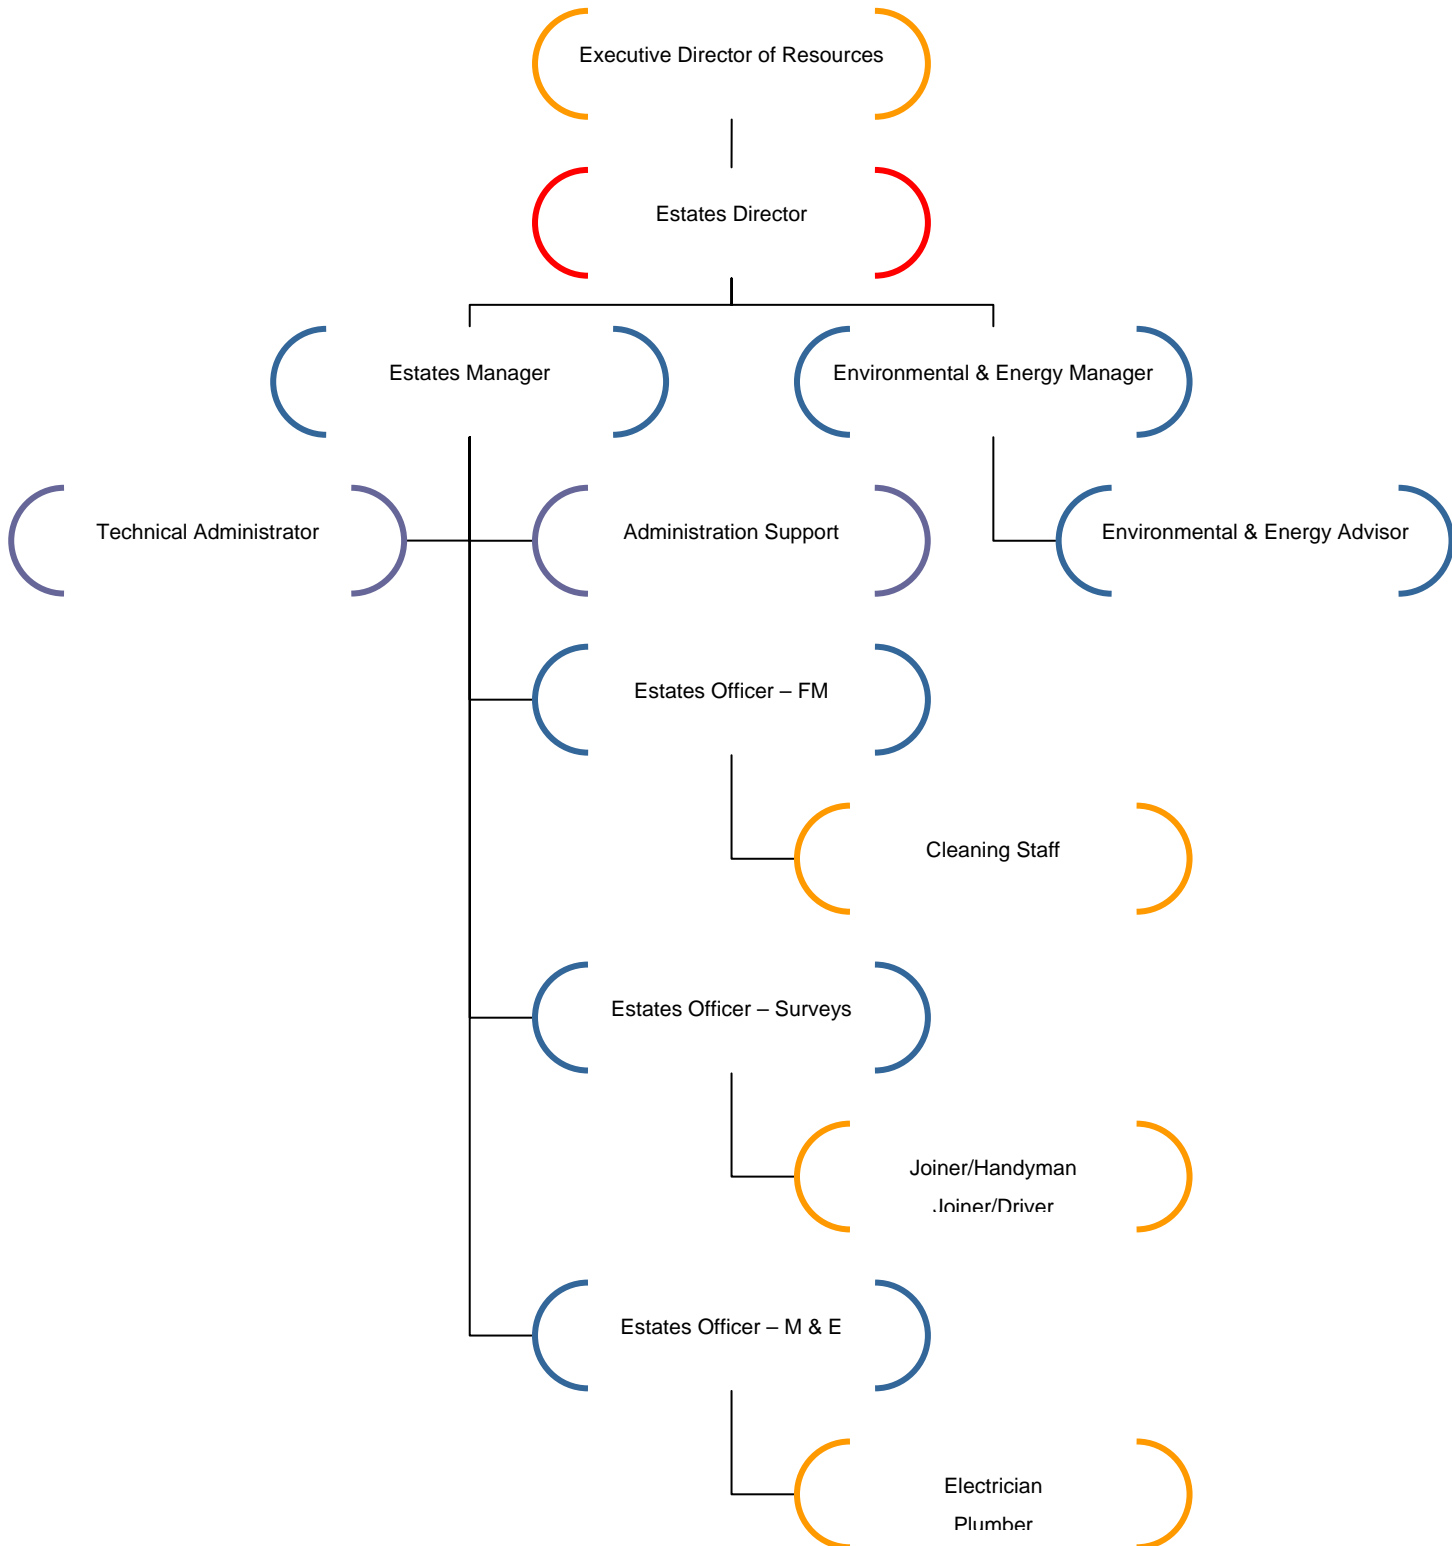 Executive Director of Resources
Estates Director
Estates Manager
Environmental & Energy Manager
Technical Administrator
Administration Support
Environmental & Energy Advisor
Estates Officer – FM
Cleaning Staff
Estates Officer – Surveys
Joiner/Handyman
Joiner/Driver
Estates Officer – M & E
Electrician
Plumber